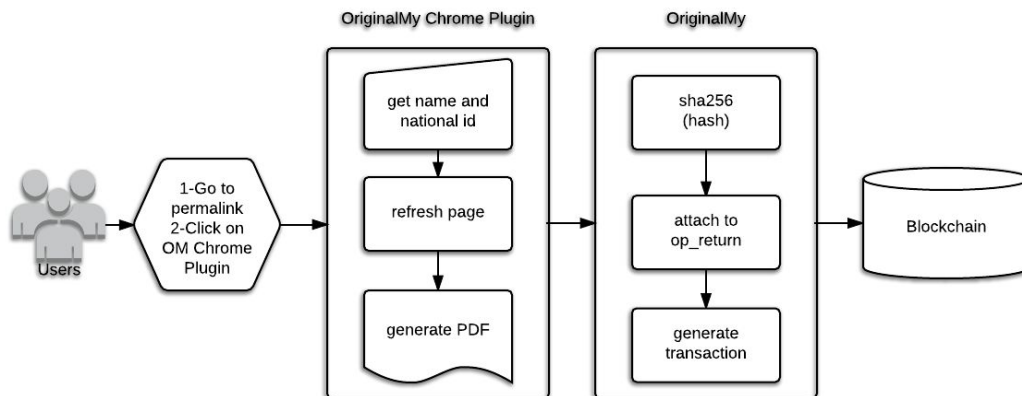 OriginalMy Chrome Plugin
OriginalMy
Users
1-Go to
permalink
2-Click on
OM Chrome
Plugin
get name and
national id
refresh page
generate PDF
sha256
(hash)
attach to
op_return
generate
transaction
Blockchain